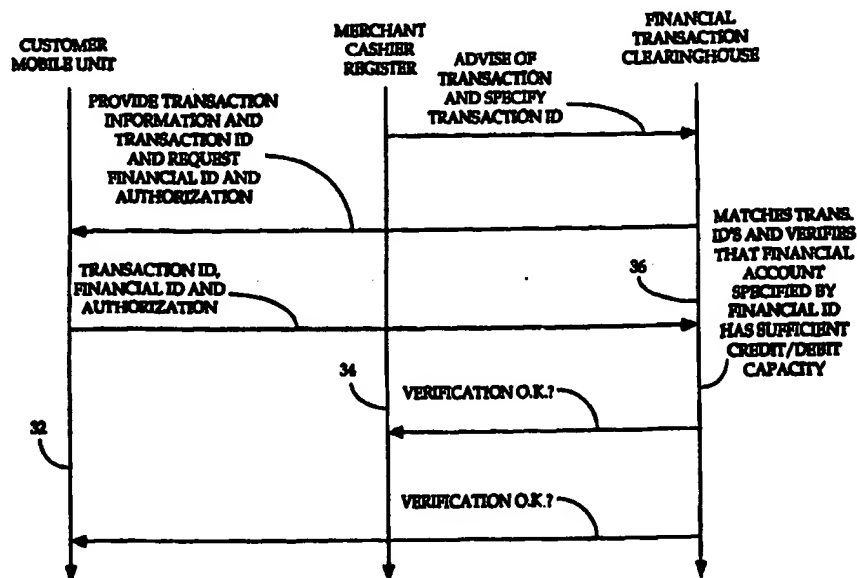 CUSTOMER
MOBILE UNIT
MERCHANT
CASHIER
REGISTER
FINANCIAL
TRANSACTION
CLEARINGHOUSE
ADVISE OF
TRANSACTION
AND SPECIFY
TRANSACTION ID
PROVIDE TRANSACTION
INFORMATION AND
TRANSACTION ID
AND REQUEST
FINANCIAL ID AND
AUTHORIZATION
MATCHES TRANS.
ID'S AND VERIFIES
THAT FINANCIAL
ACCOUNT
SPECIFIED BY
FINANCIAL ID
HAS SUFFICIENT
CREDIT/DEBIT
CAPACITY
36
TRANSACTION ID,
FINANCIAL ID AND
AUTHORIZATION
34
VERIFICATION O.K.?
32
VERIFICATION O.K.?